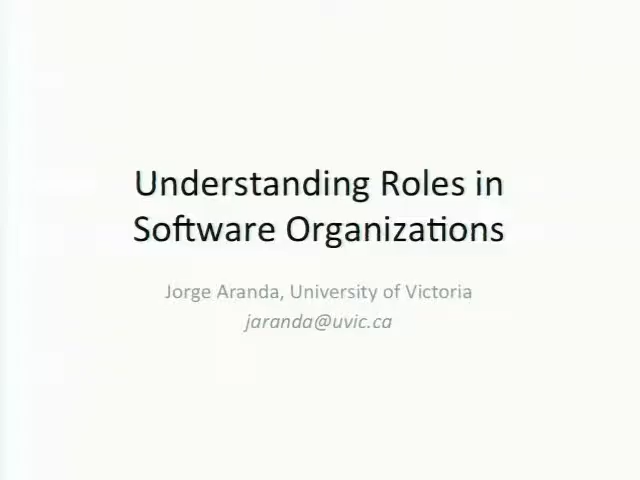 Understanding Roles in
Software Organizations
Jorge Aranda, University of Victoria
jaranda@uvic.ca